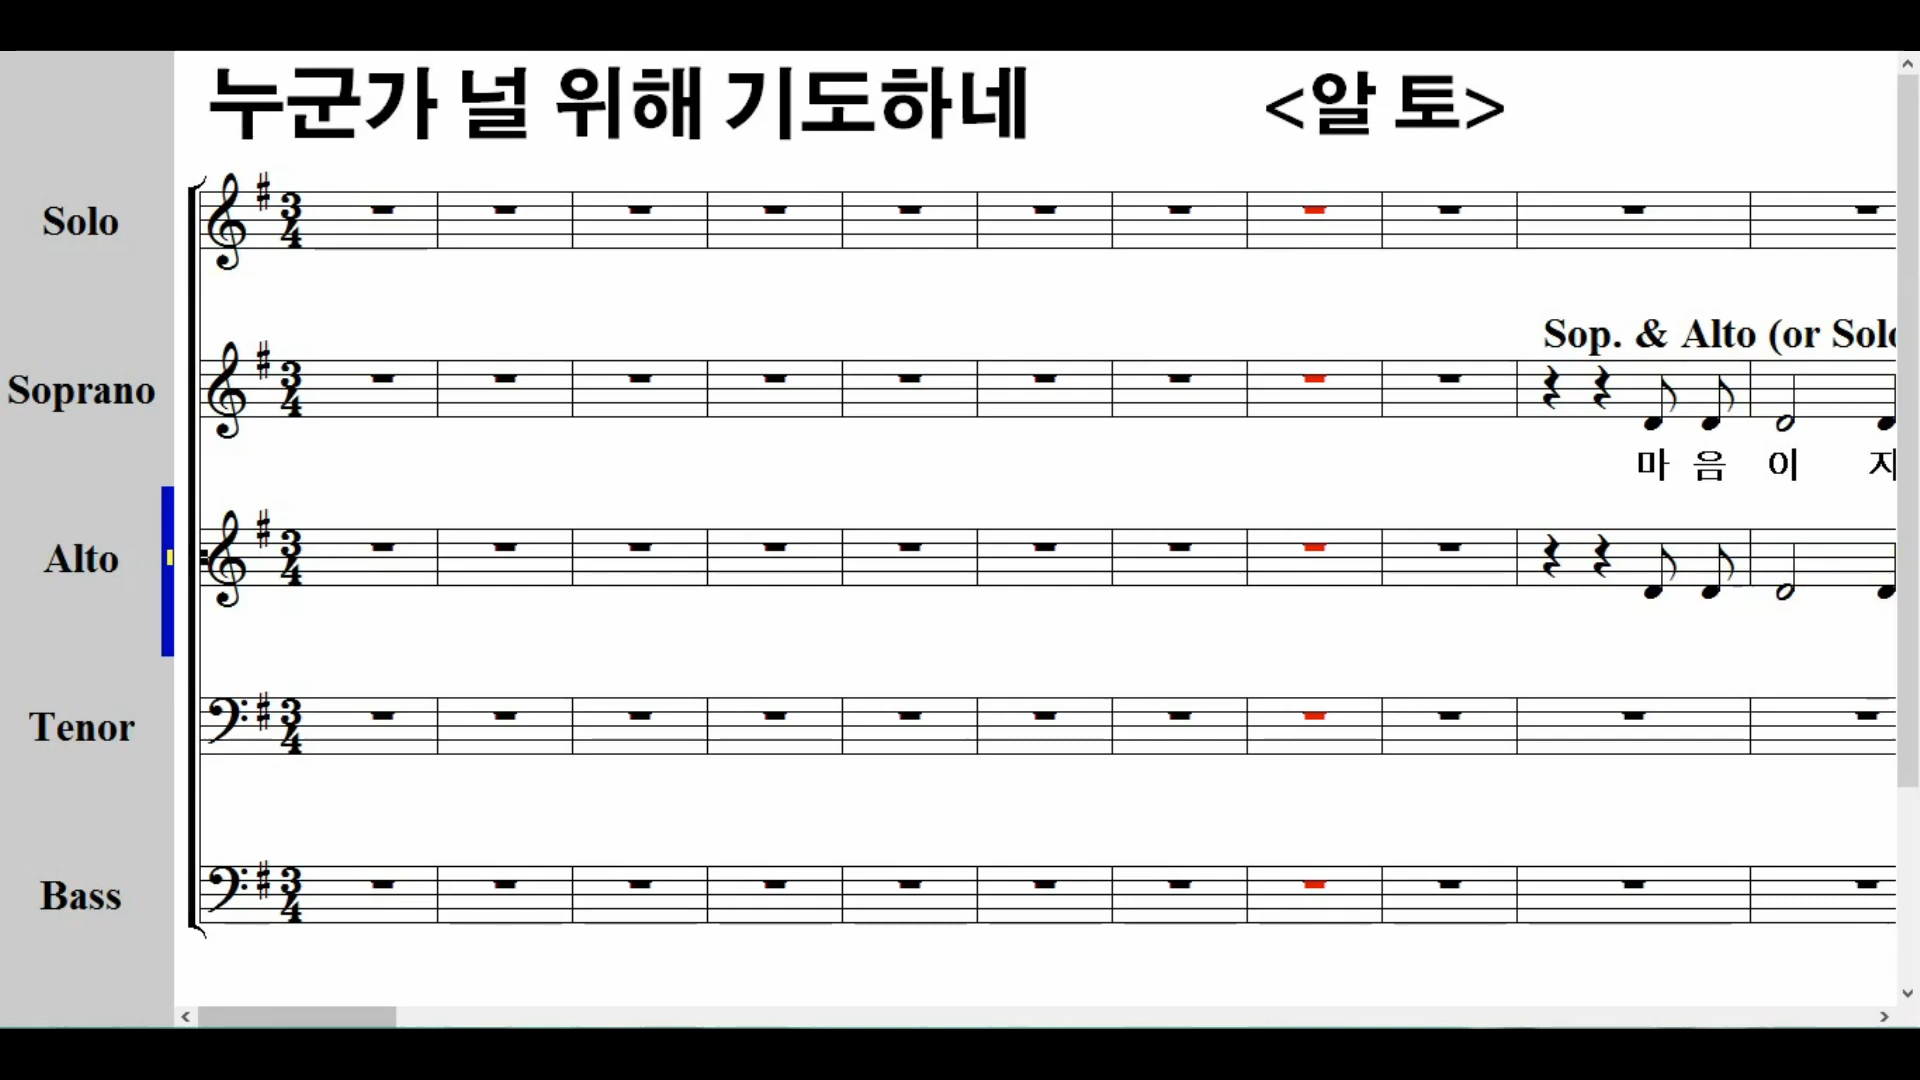 누군가 널 위해 기도하네 <알 토>
Solo
Sop. & Alto (or Solo
Soprano
마 음 이
Alto
Tenor
Bass